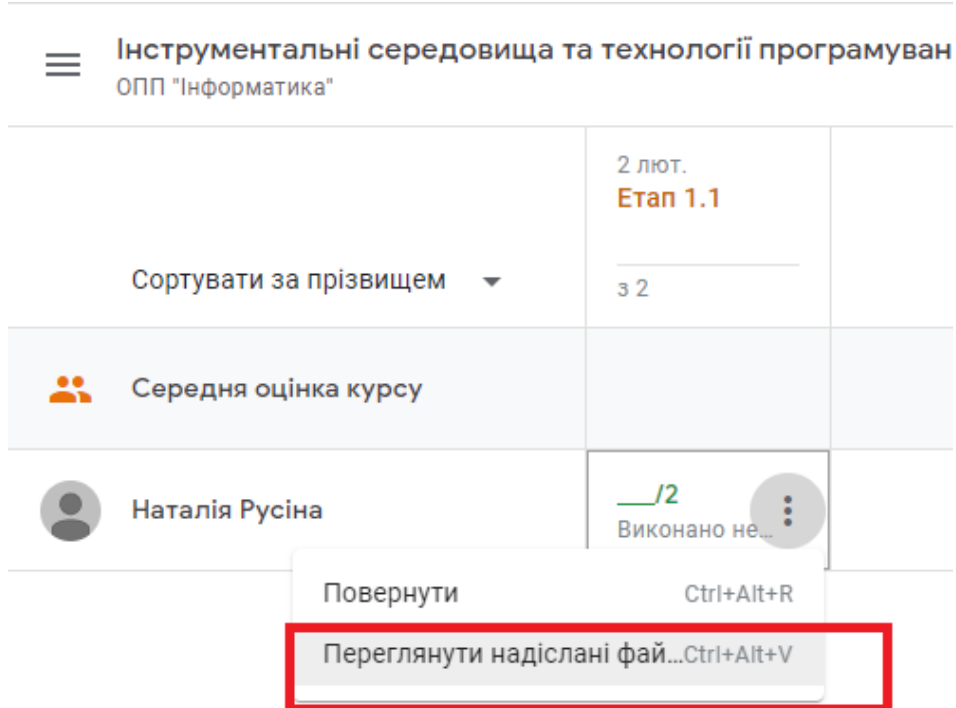 Інструментальні середовища та технології програмуван
ОПП "Інформатика"
2 лют.
Етап 1.1
Сортувати за прізвищем
з 2
Середня оцінка курсу
Наталія Русіна
___/2
Виконано не...
Повернути Ctrl+Alt+R
Переглянути надіслані фай...Ctrl+Alt+V